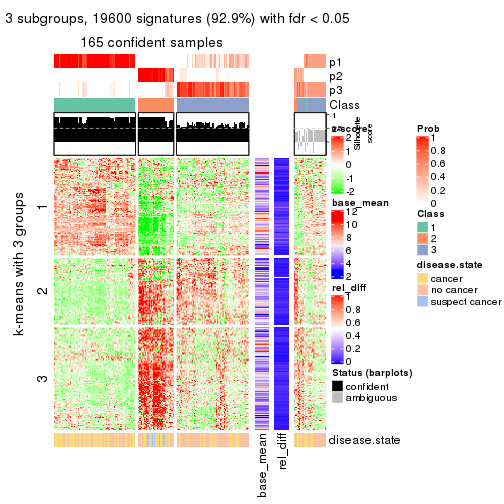 3 subgroups, 19600 signatures (92.9%) with fdr < 0.05
165 confident samples
p1
p2
p3
Class
1
0.5
0
Silhouette
score
k-means with 3 groups
1
2
3
base_mean
rel_diff
disease.state
z-score
2
1
0
-1
-2
base_mean
12
10
8
6
4
2
rel_diff
1
0.8
0.6
0.4
0.2
0
Status (barplots)
confident
ambiguous
Prob
1
0.8
0.6
0.4
0.2
0
Class
1
2
3
disease.state
cancer
no cancer
suspect cancer